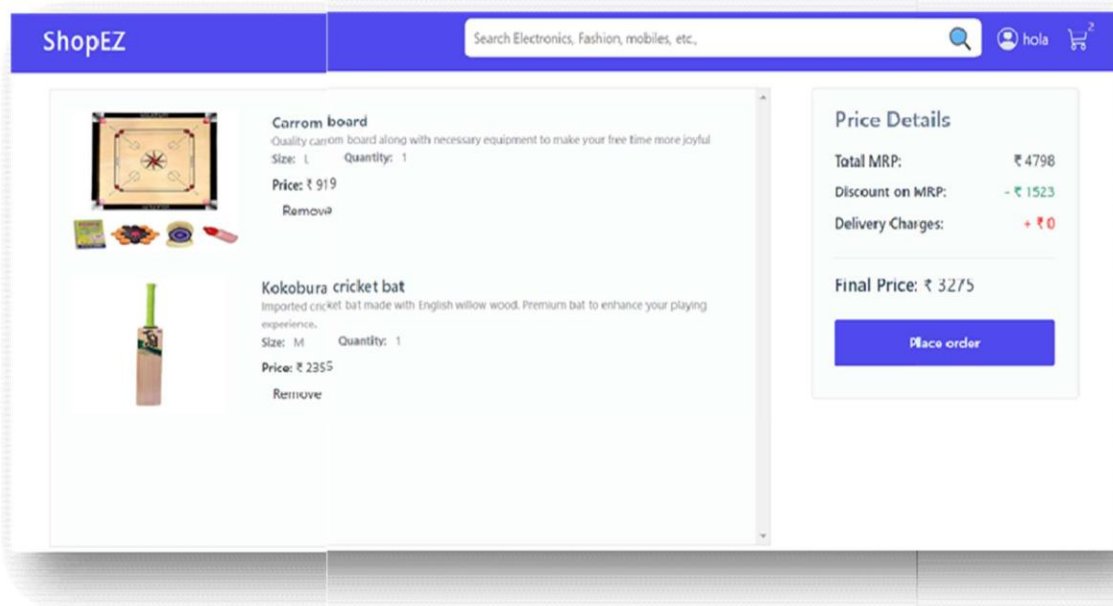 ShopEZ
Search Electronics, Fashion, mobiles, etc.,
hola
2
Carrom board
Quality carrom board along with necessary equipment to make your free time more joyful
Size: L Quantity: 1
Price: ₹ 919
Remove
Kokobura cricket bat
Imported cricket bat made with English willow wood. Premium bat to enhance your playing
experience.
Size: M Quantity: 1
Price: ₹ 2355
Remove
Price Details
Total MRP: ₹ 4798
Discount on MRP: - ₹ 1523
Delivery Charges: + ₹ 0
Final Price: ₹ 3275
Place order